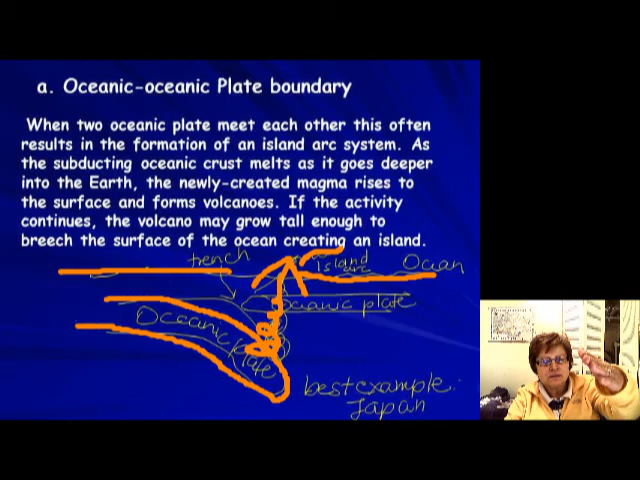 a. Oceanic-oceanic Plate boundary
When two oceanic plate meet each other this often
results in the formation of an island arc system. As
the subducting oceanic crust melts as it goes deeper
into the Earth, the newly-created magma rises to
the surface and forms volcanoes. If the activity
continues, the volcano may grow tall enough to
breech the surface of the ocean creating an island.
trench
island
arc
Ocean
Oceanic plate
Oceanic plate
best example:
Japan